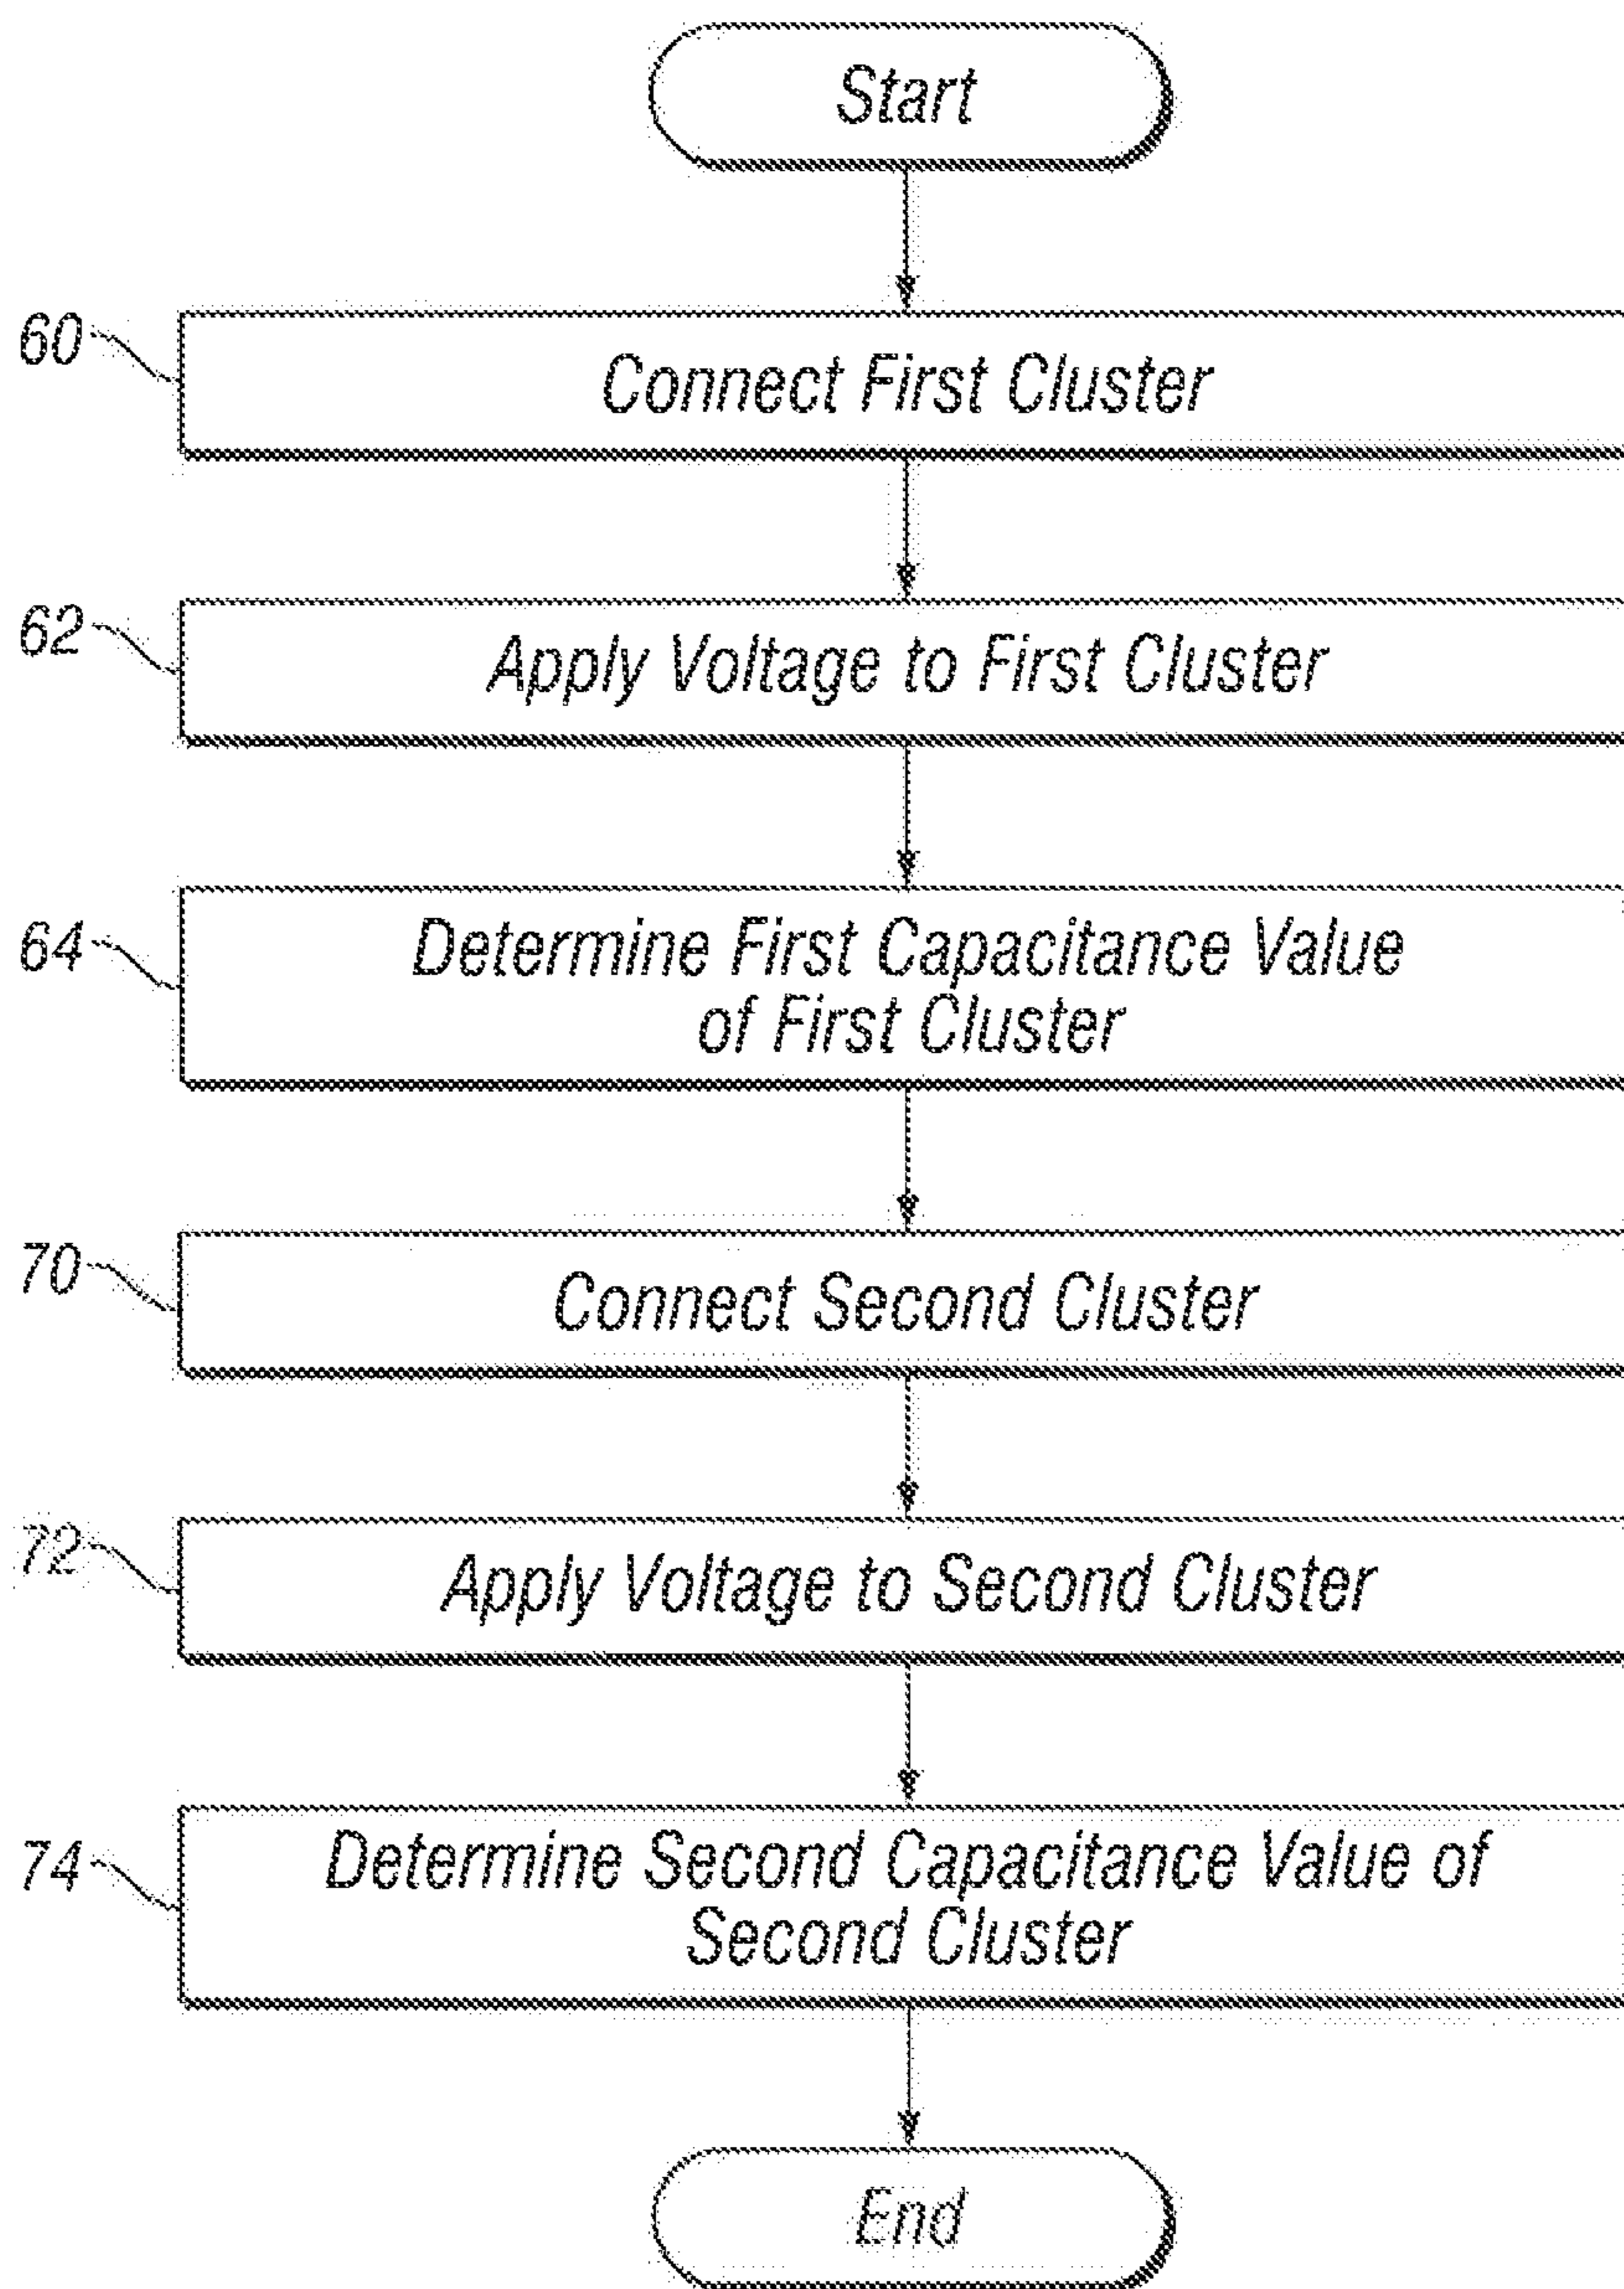 Start
60
Connect First Cluster
62
Apply Voltage to First Cluster
64
Determine First Capacitance Value
of First Cluster
70
Connect Second Cluster
72
Apply Voltage to Second Cluster
74
Determine Second Capacitance Value of
Second Cluster
End